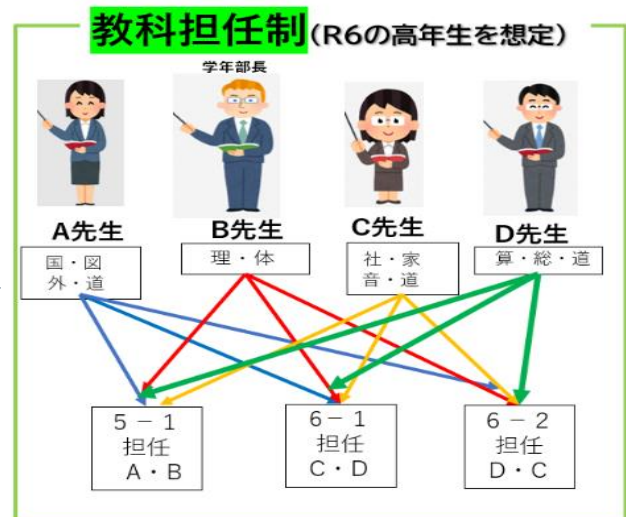 教科担任制(R6の高年生を想定)
学年部長
A先生
B先生
C先生
D先生
国・図
外・道
理・体
社・家
音・道
算・総・道
5－1
担任
A・B
6－1
担任
C・D
6－2
担任
D・C